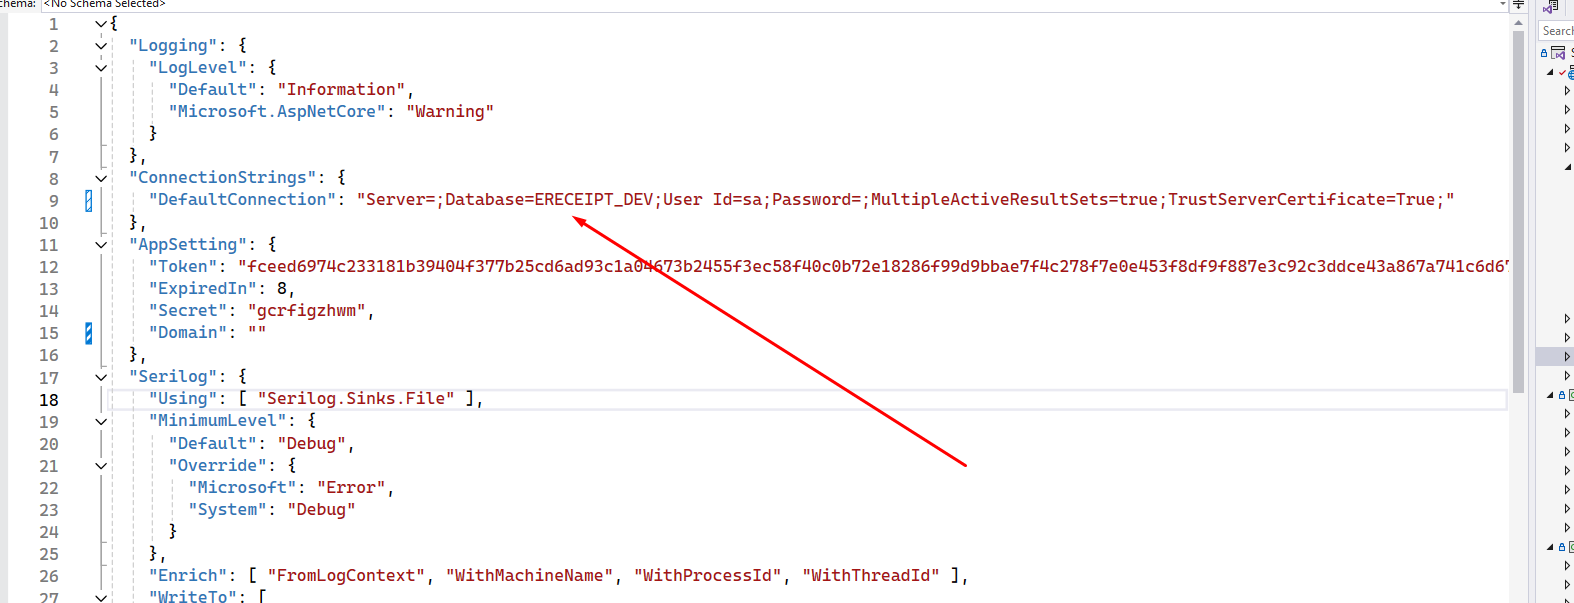 chema: <No Schema Selected>
Search
1 {
2 "Logging": {
3 "LogLevel": {
4 "Default": "Information",
5 "Microsoft.AspNetCore": "Warning"
6 }
7 },
8 "ConnectionStrings": {
9 "DefaultConnection": "Server=;Database=ERECEIPT_DEV;User Id=sa;Password=;MultipleActiveResultSets=true;TrustServerCertificate=True;"
10 },
11 "AppSetting": {
12 "Token": "fceed6974c233181b39404f377b25cd6ad93c1a04673b2455f3ec58f40c0b72e18286f99d9bbae7f4c278f7e0e453f8df9f887e3c92c3ddce43a867a741c6d67
13 "ExpiredIn": 8,
14 "Secret": "gcrfigzhwm",
15 "Domain": ""
16 },
17 "Serilog": {
18 "Using": [ "Serilog.Sinks.File" ],
19 "MinimumLevel": {
20 "Default": "Debug",
21 "Override": {
22 "Microsoft": "Error",
23 "System": "Debug"
24 }
25 },
26 "Enrich": [ "FromLogContext", "WithMachineName", "WithProcessId", "WithThreadId" ],
27 "WriteTo": [